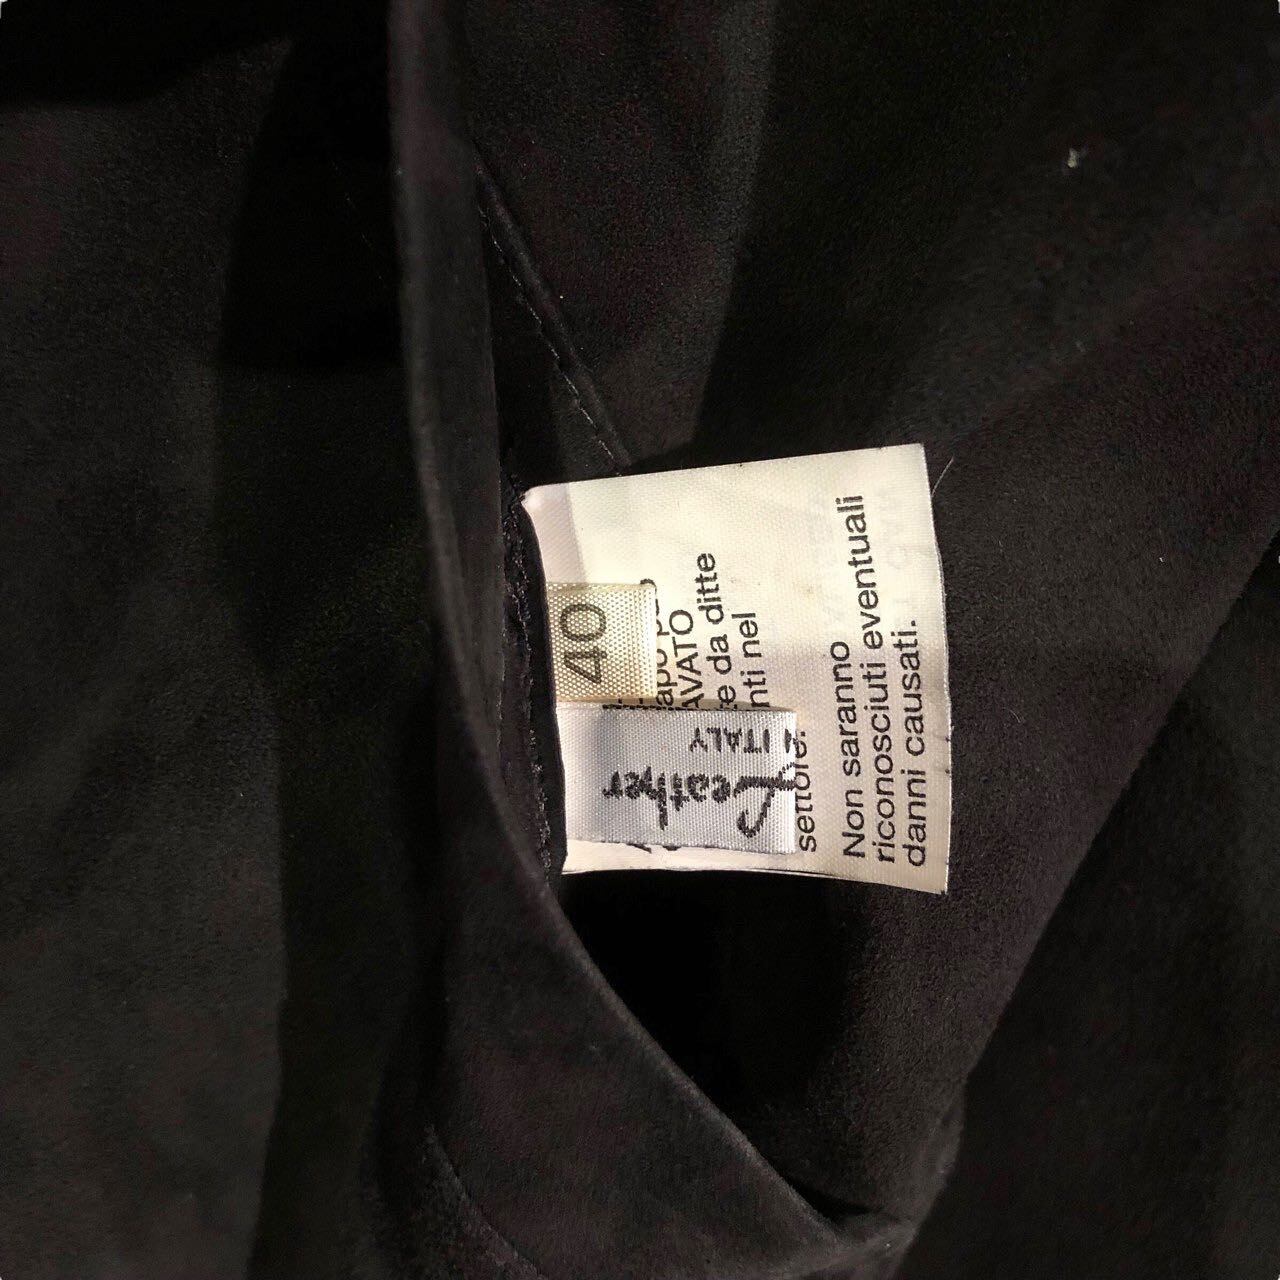 40
AVATO
da ditte
nti nel
settore.
Non saranno
riconosciuti eventuali
danni causati.
Leather
ITALY